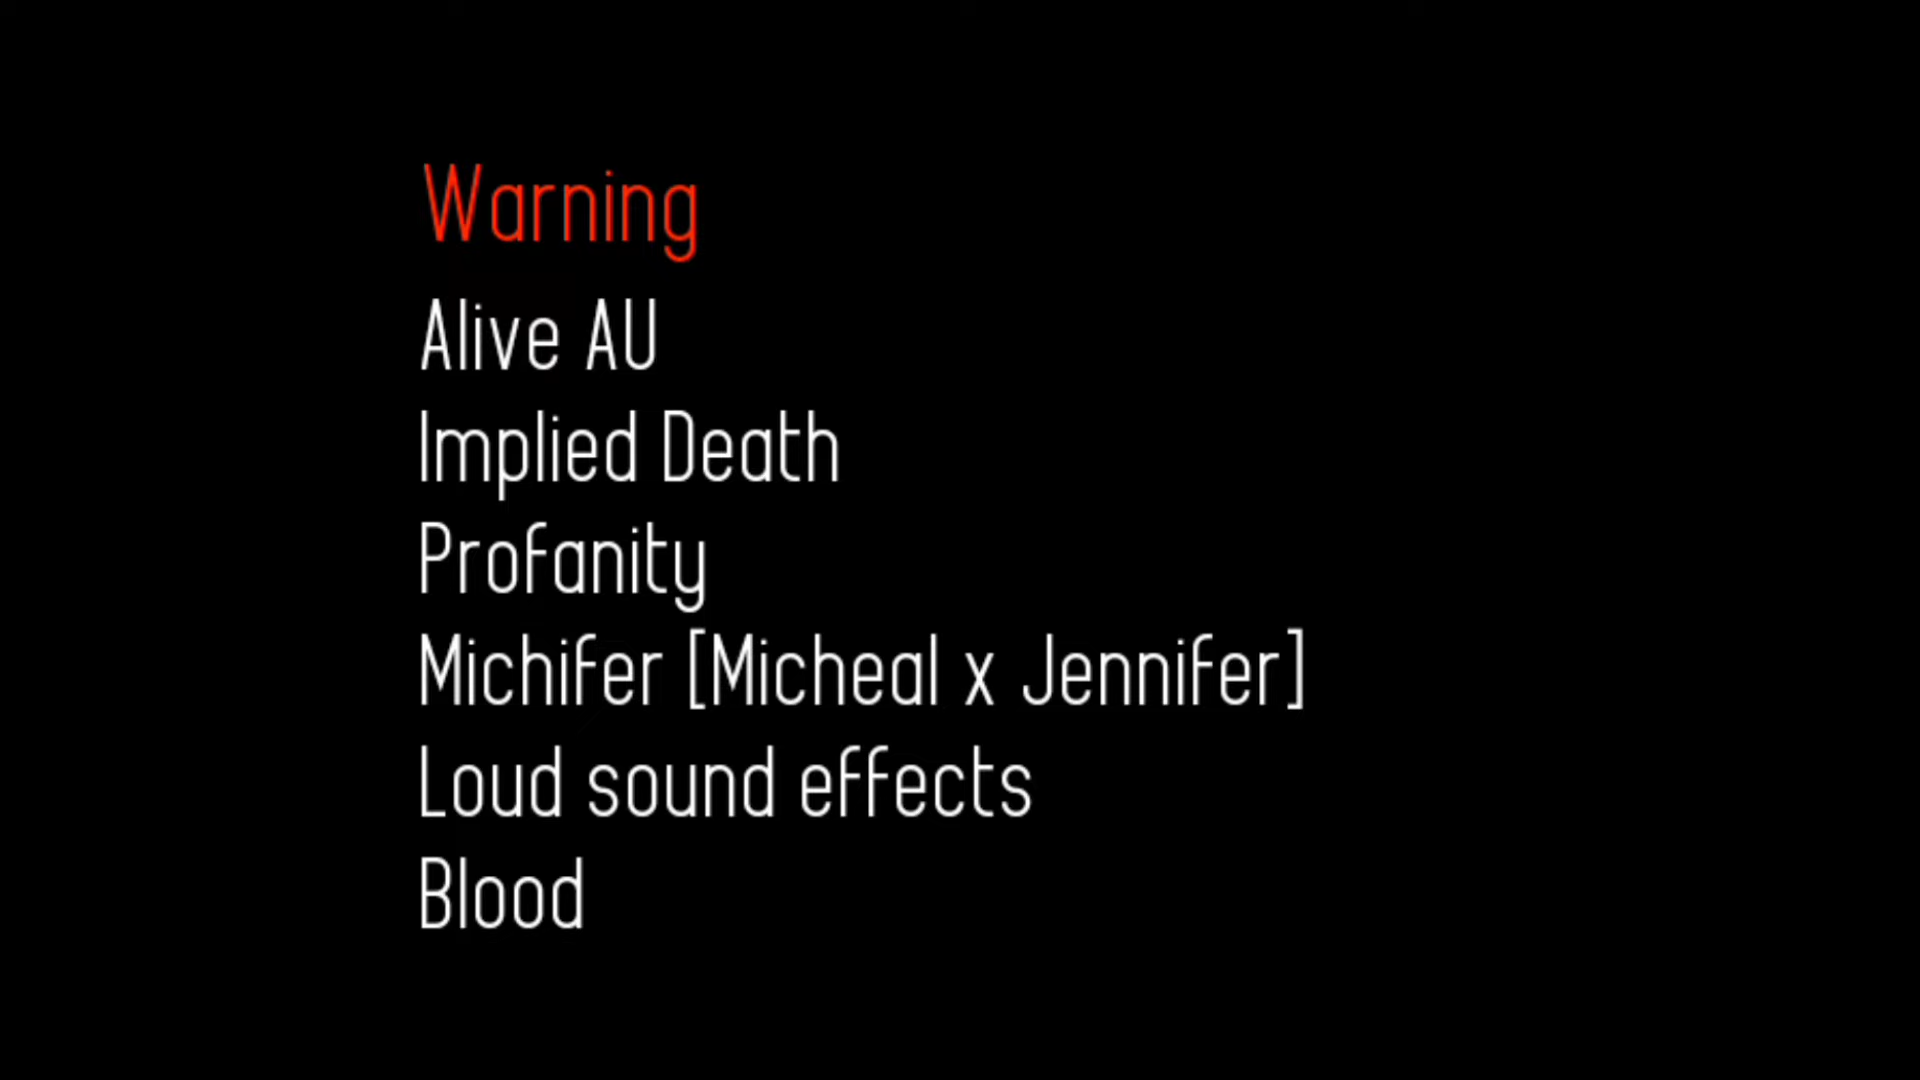 Warning
Alive AU
Implied Death
Profanity
Michifer [Micheal x Jennifer]
Loud sound effects
Blood